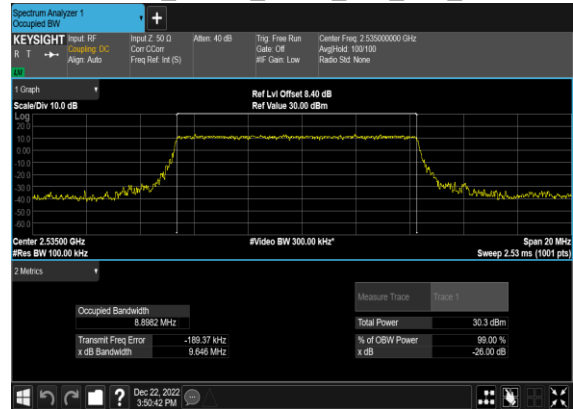 Spectrum Analyzer 1
Occupied BW
+
KEYSIGHT Input: RF Input Z: 50 Ω Atten: 40 dB Trig: Free Run Center Freq: 2.535000000 GHz
R T Coupling: DC Corr CCorr Gate: Off Avg|Hold: 100/100
Align: Auto Freq Ref: Int (S) #IF Gain: Low Radio Std: None
1 Graph Ref Lvl Offset 8.40 dB
Scale/Div 10.0 dB Ref Value 30.00 dBm
Log
20.0
10.0
0.00
-10.0
-20.0
-30.0
-40.0
-50.0
-60.0
Center 2.53500 GHz #Video BW 300.00 kHz* Span 20 MHz
#Res BW 100.00 kHz Sweep 2.53 ms (1001 pts)
2 Metrics
Measure Trace Trace 1
Occupied Bandwidth
8.8982 MHz Total Power 30.3 dBm
Transmit Freq Error -189.37 kHz % of OBW Power 99.00 %
x dB Bandwidth 9.646 MHz x dB -26.00 dB
? Dec 22, 2022
3:50:42 PM